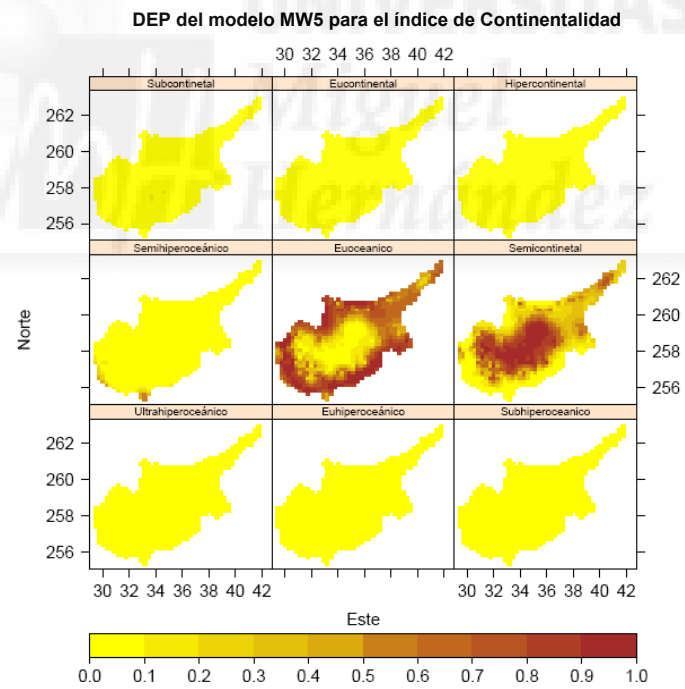 UNIVERSITAS
Miguel
Hernández
DEP del modelo MW5 para el índice de Continentalidad
30 32 34 36 38 40 42
Subcontinetal Eucontinental Hipercontinental
262
260
258
256
Semihiperoceánico Euoceanico Semicontinetal
262
260
258
256
Norte
Ultrahiperoceánico Euhiperoceánico Subhiperoceanico
262
260
258
256
30 32 34 36 38 40 42 30 32 34 36 38 40 42
Este
0.0 0.1 0.2 0.3 0.4 0.5 0.6 0.7 0.8 0.9 1.0